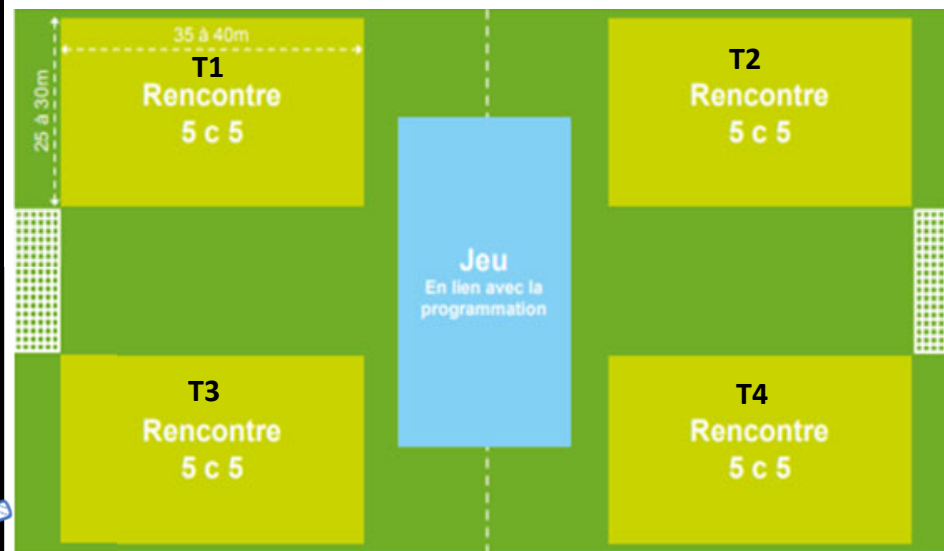 35 à 40m
25 à 30m
T1
Rencontre
5 c 5
T2
Rencontre
5 c 5
Jeu
En lien avec la
programmation
T3
Rencontre
5 c 5
T4
Rencontre
5 c 5